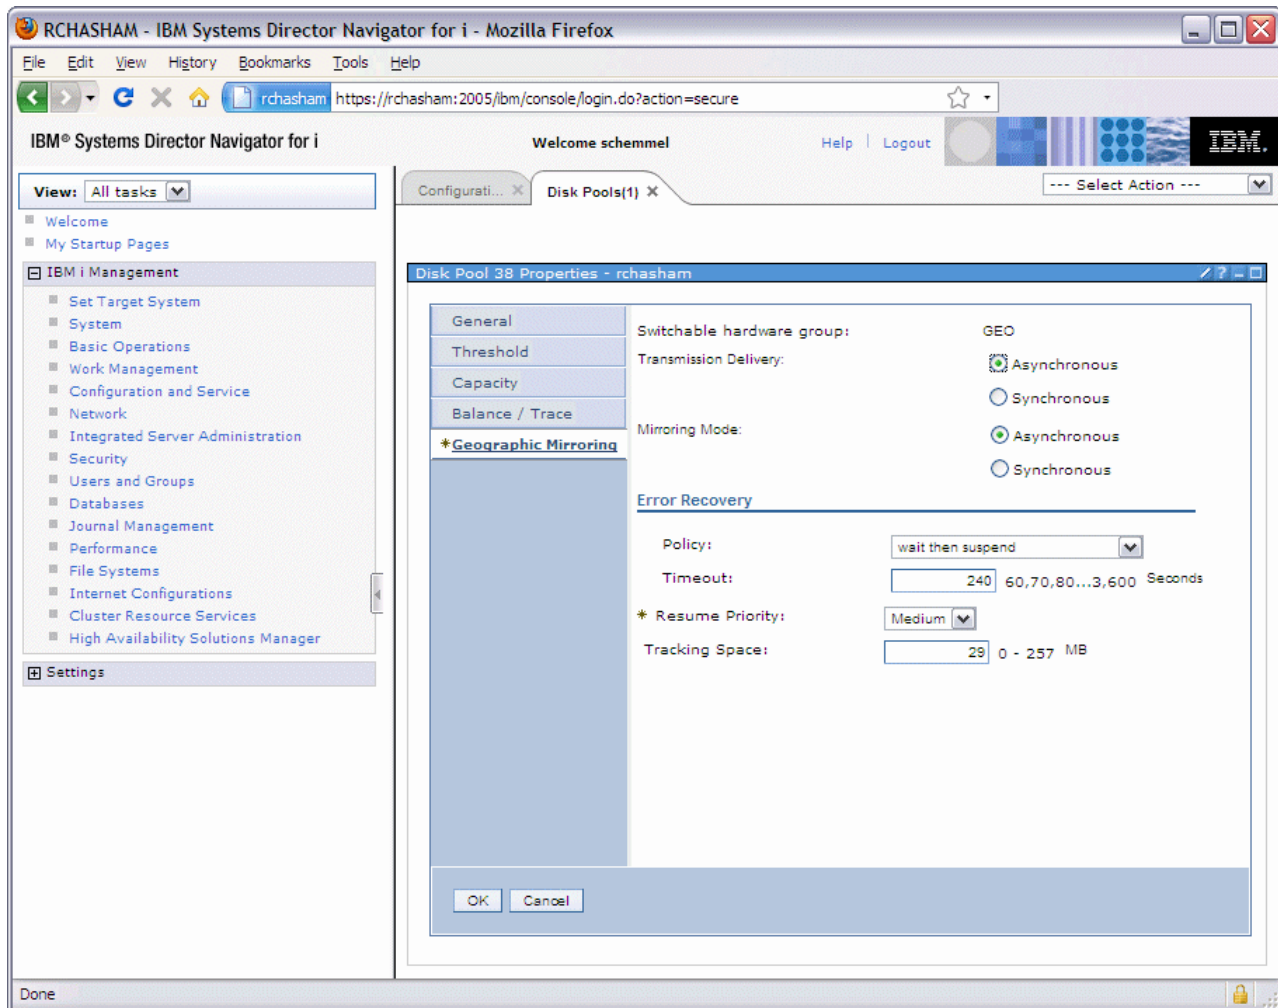 RCHASHAM - IBM Systems Director Navigator for i - Mozilla Firefox
File Edit View History Bookmarks Tools Help
rchasham https://rchasham:2005/ibm/console/login.do?action=secure
IBM® Systems Director Navigator for i
Welcome schemmel
Help Logout
IBM.
View: All tasks
Welcome
My Startup Pages
IBM i Management
Set Target System
System
Basic Operations
Work Management
Configuration and Service
Network
Integrated Server Administration
Security
Users and Groups
Databases
Journal Management
Performance
File Systems
Internet Configurations
Cluster Resource Services
High Availability Solutions Manager
Settings
Configurati...
Disk Pools(1)
--- Select Action ---
Disk Pool 38 Properties - rchasham
General
Threshold
Capacity
Balance / Trace
*Geographic Mirroring
Switchable hardware group: GEO
Transmission Delivery: Asynchronous
Synchronous
Mirroring Mode: Asynchronous
Synchronous
Error Recovery
Policy: wait then suspend
Timeout: 240 60,70,80...3,600 Seconds
* Resume Priority: Medium
Tracking Space: 29 0 - 257 MB
OK Cancel
Done